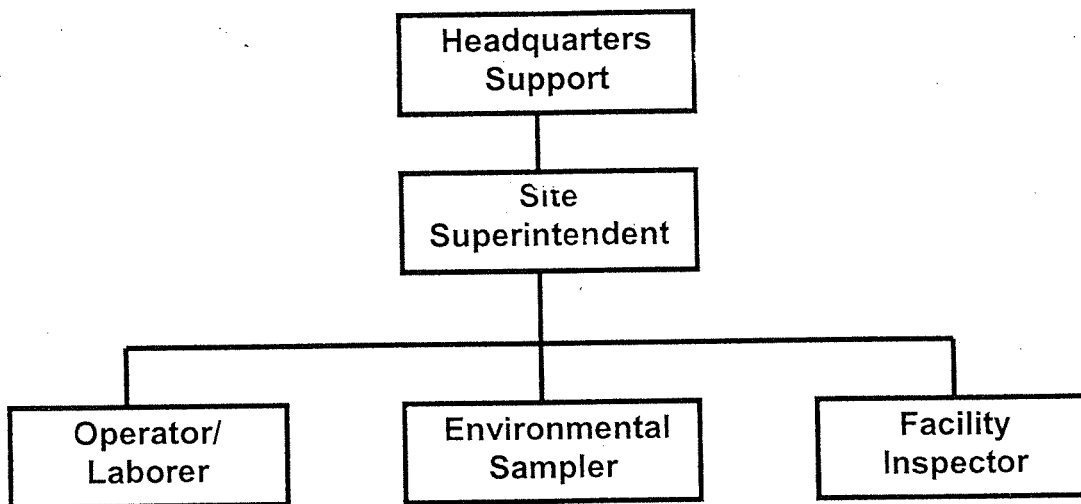 Headquarters
Support
Site
Superintendent
Operator/
Laborer
Environmental
Sampler
Facility
Inspector